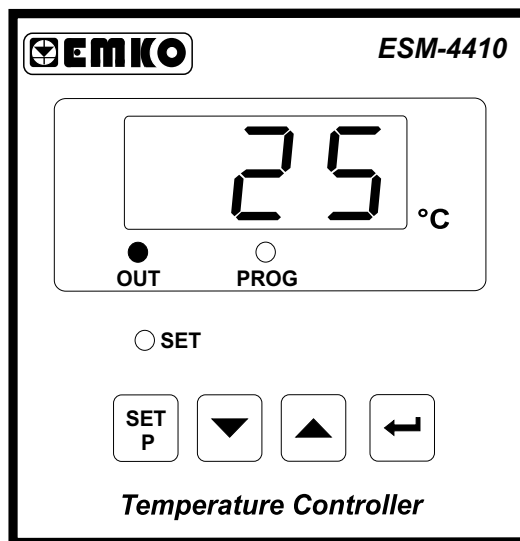 EMKO ESM-4410
25 °C
OUT PROG
SET
SET
P
Temperature Controller